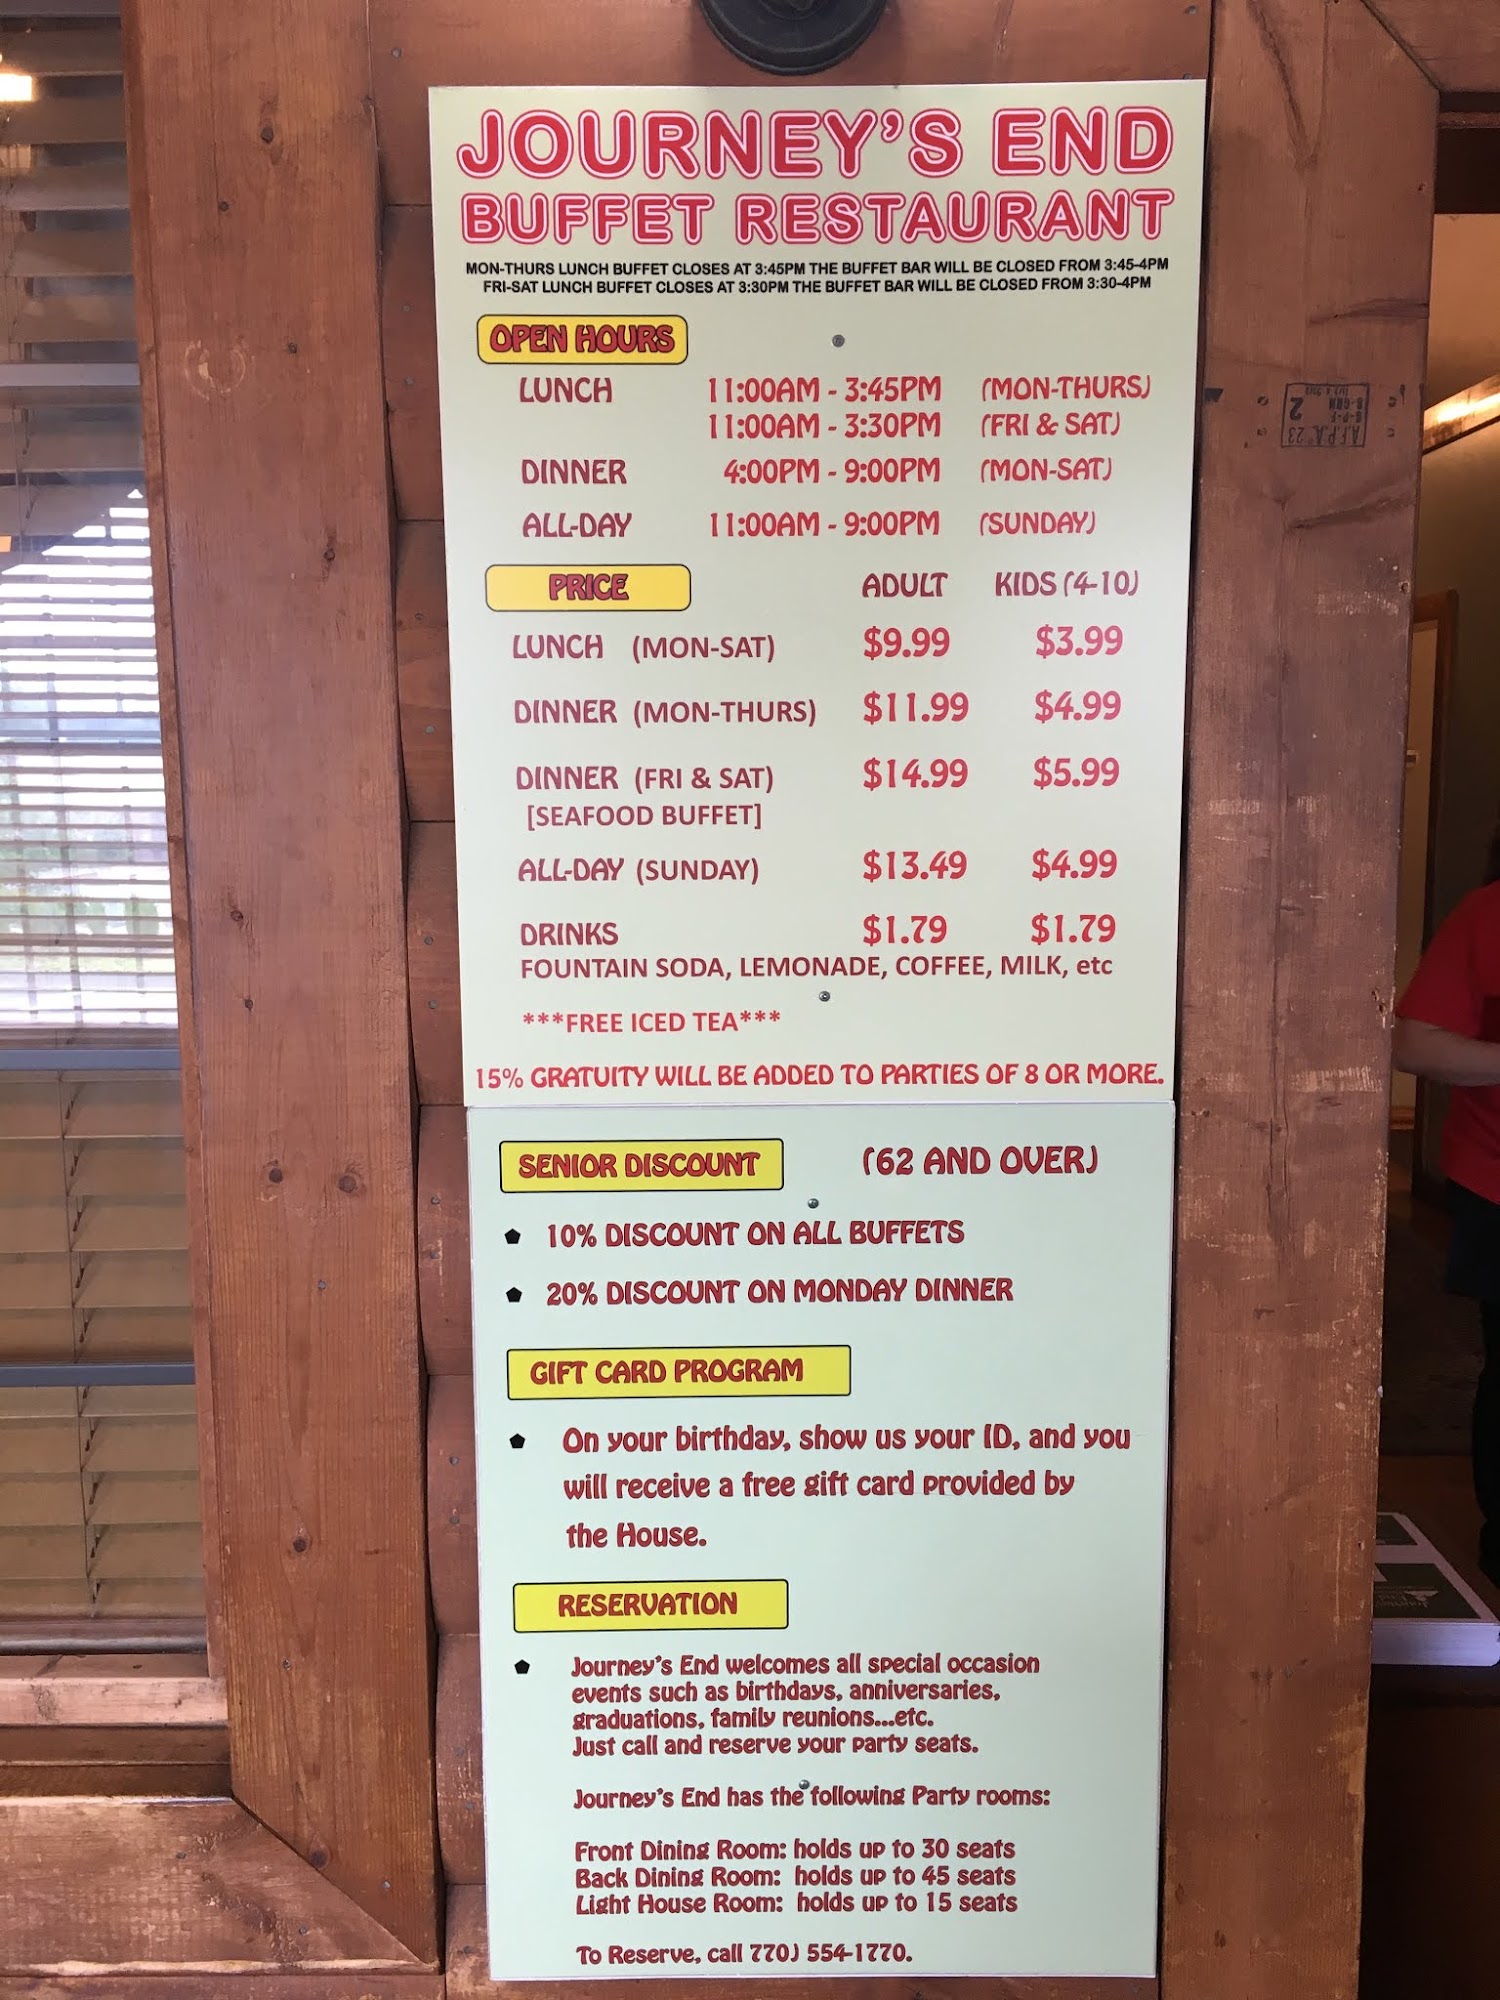 JOURNEY'S END
BUFFET RESTAURANT
MON-THURS LUNCH BUFFET CLOSES AT 3:45PM THE BUFFET BAR WILL BE CLOSED FROM 3:45-4PM
FRI-SAT LUNCH BUFFET CLOSES AT 3:30PM THE BUFFET BAR WILL BE CLOSED FROM 3:30-4PM
OPEN HOURS
LUNCH 11:00AM - 3:45PM (MON-THURS)
11:00AM - 3:30PM (FRI & SAT)
DINNER 4:00PM - 9:00PM (MON-SAT)
ALL-DAY 11:00AM - 9:00PM (SUNDAY)
PRICE ADULT KIDS (4-10)
LUNCH (MON-SAT) $9.99 $3.99
DINNER (MON-THURS) $11.99 $4.99
DINNER (FRI & SAT) $14.99 $5.99
[SEAFOOD BUFFET]
ALL-DAY (SUNDAY) $13.49 $4.99
DRINKS $1.79 $1.79
FOUNTAIN SODA, LEMONADE, COFFEE, MILK, etc
***FREE ICED TEA***
15% GRATUITY WILL BE ADDED TO PARTIES OF 8 OR MORE.
SENIOR DISCOUNT (62 AND OVER)
10% DISCOUNT ON ALL BUFFETS
20% DISCOUNT ON MONDAY DINNER
GIFT CARD PROGRAM
On your birthday, show us your ID, and you
will receive a free gift card provided by
the House.
RESERVATION
Journey's End welcomes all special occasion
events such as birthdays, anniversaries,
graduations, family reunions...etc.
Just call and reserve your party seats.
Journey's End has the following Party rooms:
Front Dining Room: holds up to 30 seats
Back Dining Room: holds up to 45 seats
Light House Room: holds up to 15 seats
To Reserve, call 770) 554-1770.
A.F.P.A. 23
2